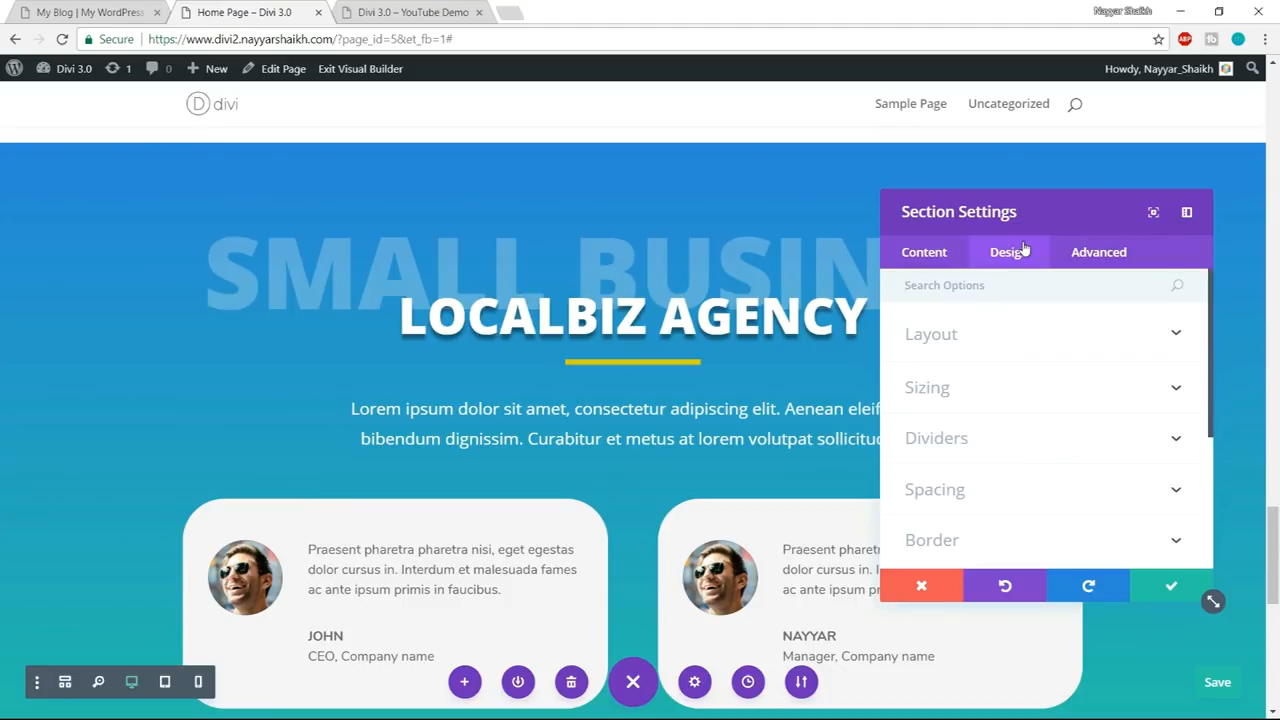 Nayyar Shaikh
My Blog | My WordPress
Home Page – Divi 3.0
Divi 3.0 – YouTube Demo
Secure
https://www.divi2.nayyarshaikh.com/?page_id=5&et_fb=1#
ABP
Divi 3.0
1
0
New
Edit Page
Exit Visual Builder
Howdy, Nayyar_Shaikh
D divi
Sample Page
Uncategorized
SMALL BUSIN
LOCALBIZ AGENCY
Lorem ipsum dolor sit amet, consectetur adipiscing elit. Aenean eleif
bibendum dignissim. Curabitur et metus at lorem volutpat sollicitud
Praesent pharetra pharetra nisi, eget egestas
dolor cursus in. Interdum et malesuada fames
ac ante ipsum primis in faucibus.
JOHN
CEO, Company name
Praesent pha
dolor cursus
ac ante ipsum
NAYYAR
Manager, Company name
Section Settings
Content
Design
Advanced
Search Options
Layout
Sizing
Dividers
Spacing
Border
Save